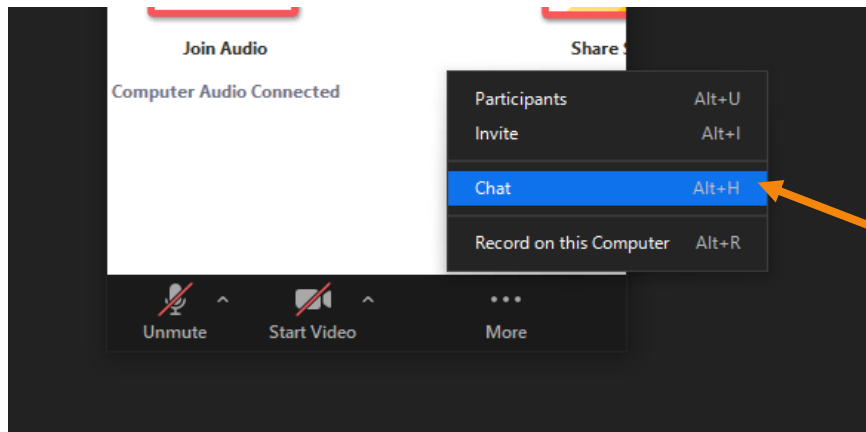 Join Audio
Share S
Computer Audio Connected
Participants Alt+U
Invite Alt+I
Chat Alt+H
Record on this Computer Alt+R
Unmute
Start Video
More